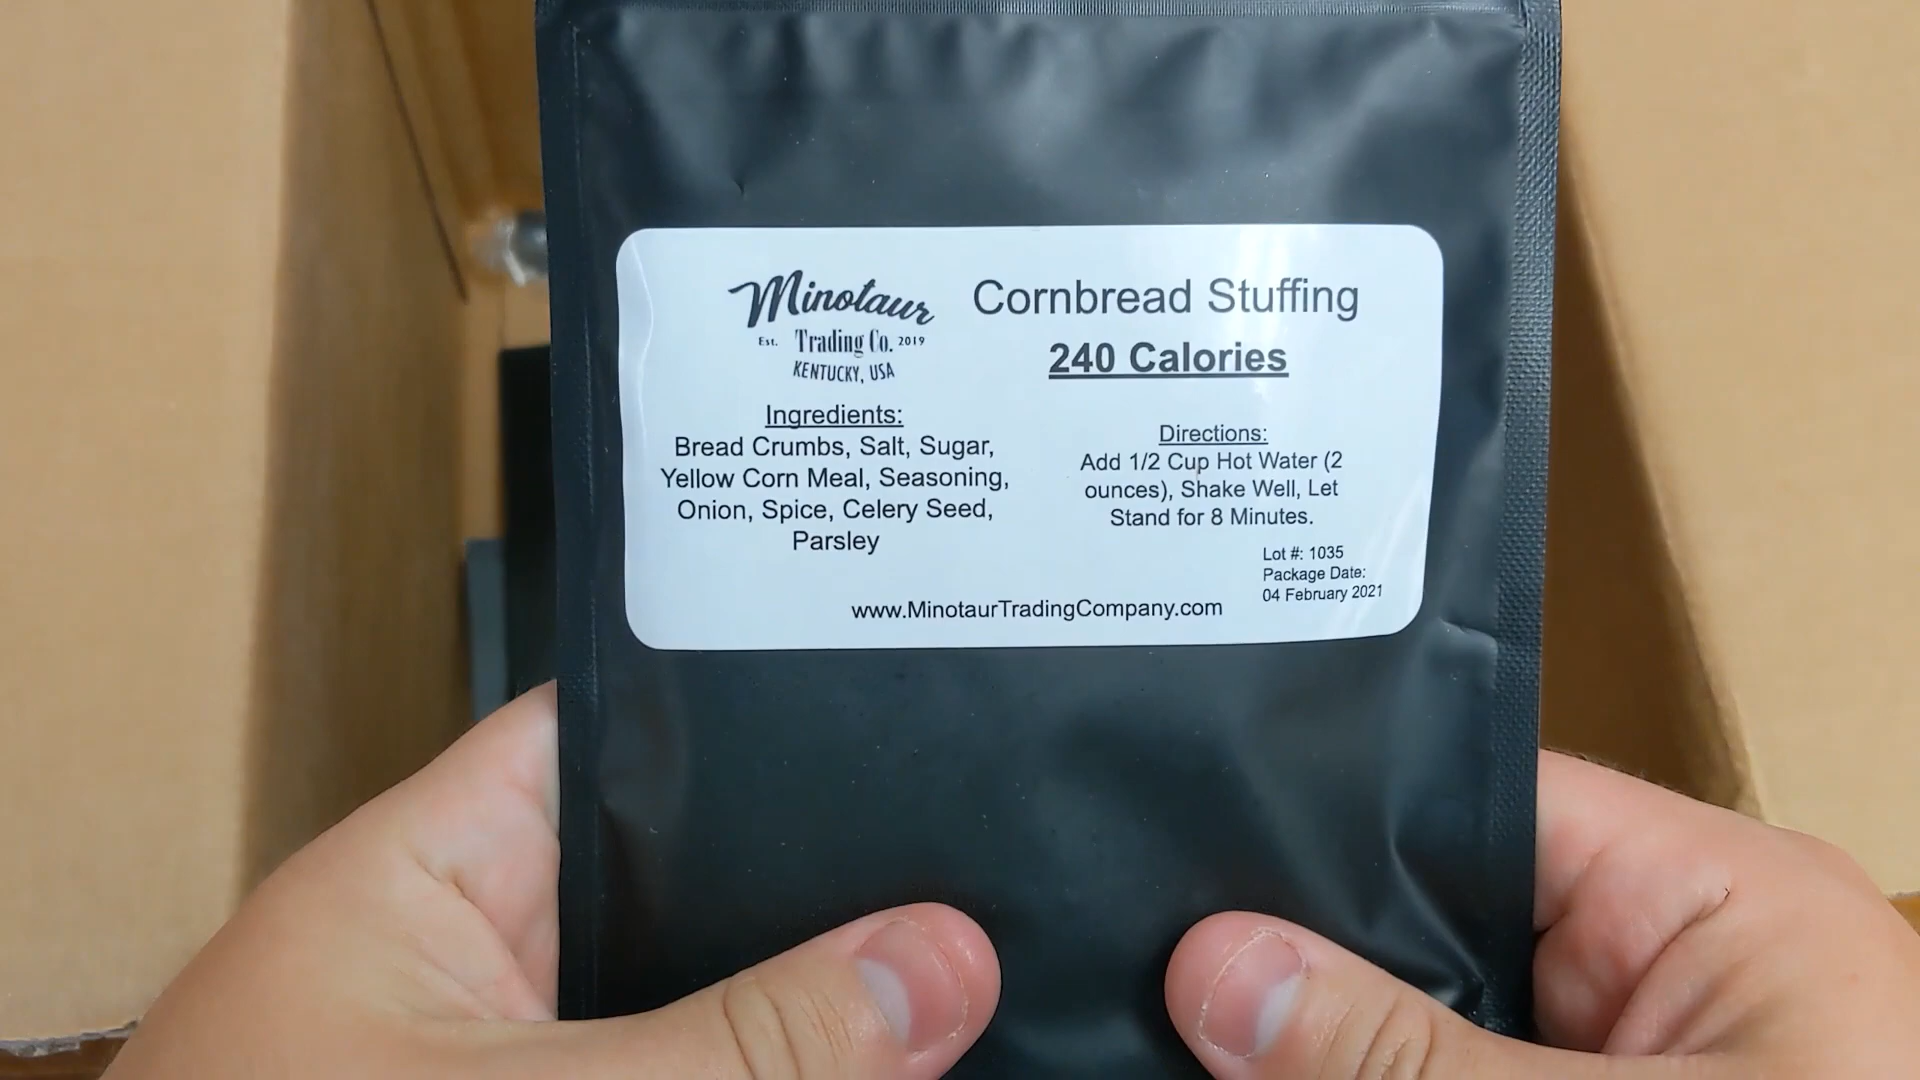 Minotaur
Est. Trading Co. 2019
KENTUCKY, USA
Cornbread Stuffing
240 Calories
Ingredients:
Bread Crumbs, Salt, Sugar,
Yellow Corn Meal, Seasoning,
Onion, Spice, Celery Seed,
Parsley
Directions:
Add 1/2 Cup Hot Water (2
ounces), Shake Well, Let
Stand for 8 Minutes.
Lot #: 1035
Package Date:
04 February 2021
www.MinotaurTradingCompany.com